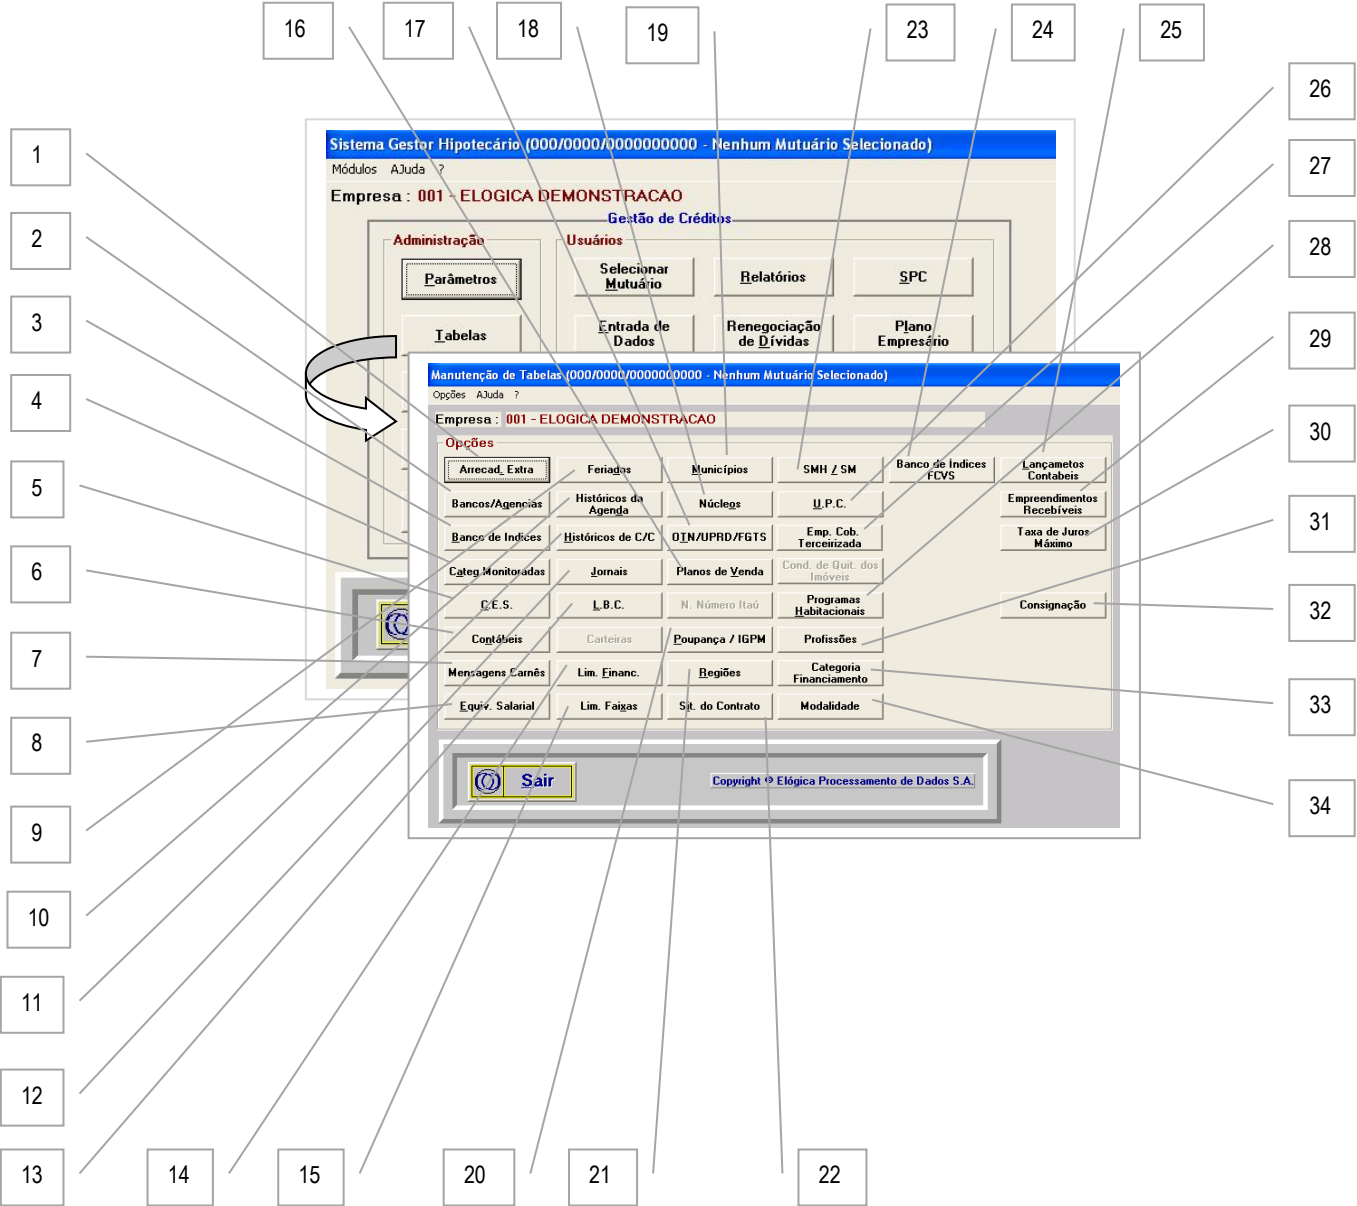 16
17
18
19
23
24
25
26
27
28
29
30
31
32
33
34
1
2
3
4
5
6
7
8
9
10
11
12
13
14
15
20
21
22
Sistema Gestor Hipotecário (000/0000/0000000000 - Nenhum Mutuário Selecionado)
Módulos AJuda ?
Empresa : 001 - ELOGICA DEMONSTRACAO
Gestão de Créditos
Administração
Usuários
Parâmetros
Selecionar
Mutuário
Relatórios
SPC
Tabelas
Entrada de
Dados
Renegociação
de Dívidas
Plano
Empresário
Manutenção de Tabelas (000/0000/0000000000 - Nenhum Mutuário Selecionado)
Opções AJuda ?
Empresa : 001 - ELOGICA DEMONSTRACAO
Opções
Arrecad. Extra
Feriados
Municípios
SMH / SM
Banco de Índices
FCVS
Lançametos
Contabeis
Bancos/Agencias
Históricos da
Agenda
Núcleos
U.P.C.
Empreendimentos
Recebíveis
Banco de Indices
Históricos de C/C
OTN/UPRD/FGTS
Emp. Cob.
Terceirizada
Taxa de Juros
Máximo
Categ.Monitoradas
Jornais
Planos de Venda
Cond. de Quit. dos
Imóveis
C.E.S.
L.B.C.
N. Número Itaú
Programas
Habitacionais
Consignação
Contábeis
Carteiras
Poupança / IGPM
Profissões
Mensagens Carnês
Lim. Financ.
Regiões
Categoria
Financiamento
Equiv. Salarial
Lim. Faixas
Sit. do Contrato
Modalidade
Sair
Copyright © Elógica Processamento de Dados S.A.